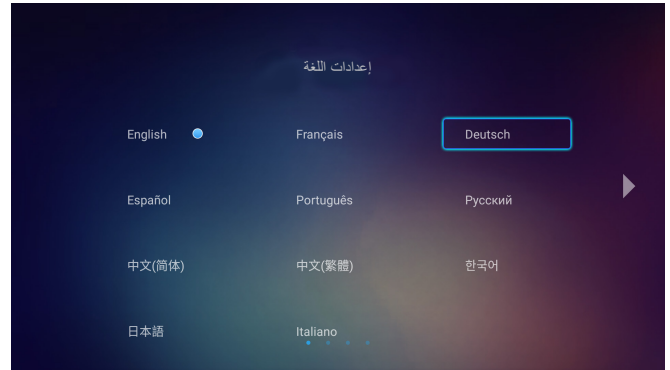 إعدادات اللغة
English Français Deutsch
Español Português Русский
中文(简体) 中文(繁體) 한국어
日本語 Italiano